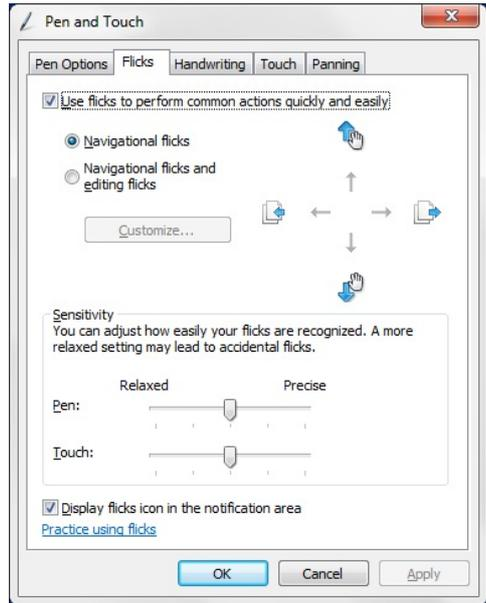 Pen and Touch
Pen Options Flicks Handwriting Touch Panning
Use flicks to perform common actions quickly and easily
Navigational flicks
Navigational flicks and
editing flicks
Customize...
Sensitivity
You can adjust how easily your flicks are recognized. A more
relaxed setting may lead to accidental flicks.
Relaxed Precise
Pen:
Touch:
Display flicks icon in the notification area
Practice using flicks
OK Cancel Apply